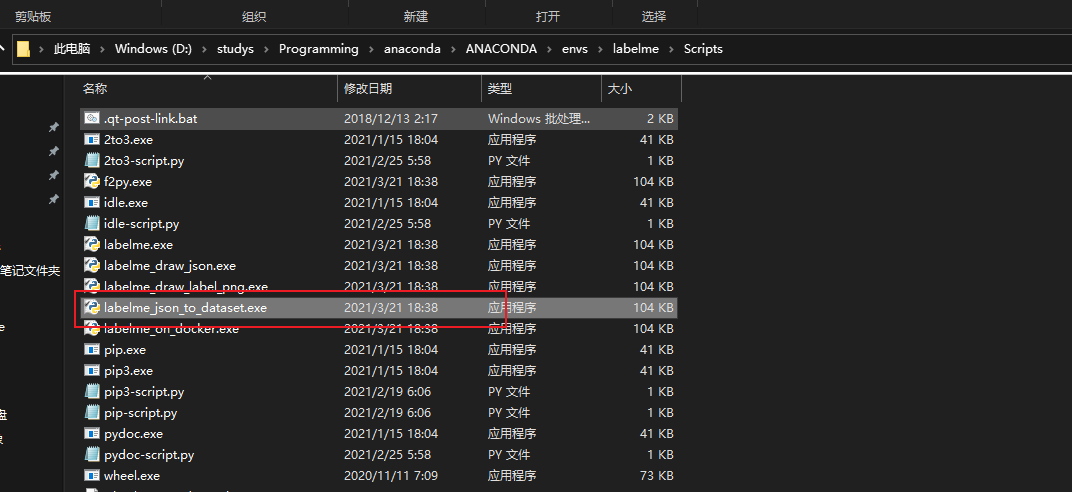 剪贴板 组织 新建 打开 选择
此电脑 › Windows (D:) › studys › Programming › anaconda › ANACONDA › envs › labelme › Scripts
名称 修改日期 类型 大小
.qt-post-link.bat 2018/12/13 2:17 Windows 批处理... 2 KB
2to3.exe 2021/1/15 18:04 应用程序 41 KB
2to3-script.py 2021/2/25 5:58 PY 文件 1 KB
f2py.exe 2021/3/21 18:38 应用程序 104 KB
idle.exe 2021/1/15 18:04 应用程序 41 KB
idle-script.py 2021/2/25 5:58 PY 文件 1 KB
labelme.exe 2021/3/21 18:38 应用程序 104 KB
labelme_draw_json.exe 2021/3/21 18:38 应用程序 104 KB
笔记文件夹
labelme_draw_label_png.exe 2021/3/21 18:38 应用程序 104 KB
labelme_json_to_dataset.exe 2021/3/21 18:38 应用程序 104 KB
labelme_on_docker.exe 2021/3/21 18:38 应用程序 104 KB
pip.exe 2021/1/15 18:04 应用程序 41 KB
pip3.exe 2021/1/15 18:04 应用程序 41 KB
pip3-script.py 2021/2/19 6:06 PY 文件 1 KB
pip-script.py 2021/2/19 6:06 PY 文件 1 KB
盘
pydoc.exe 2021/1/15 18:04 应用程序 41 KB
pydoc-script.py 2021/2/25 5:58 PY 文件 1 KB
wheel.exe 2020/11/11 7:09 应用程序 73 KB